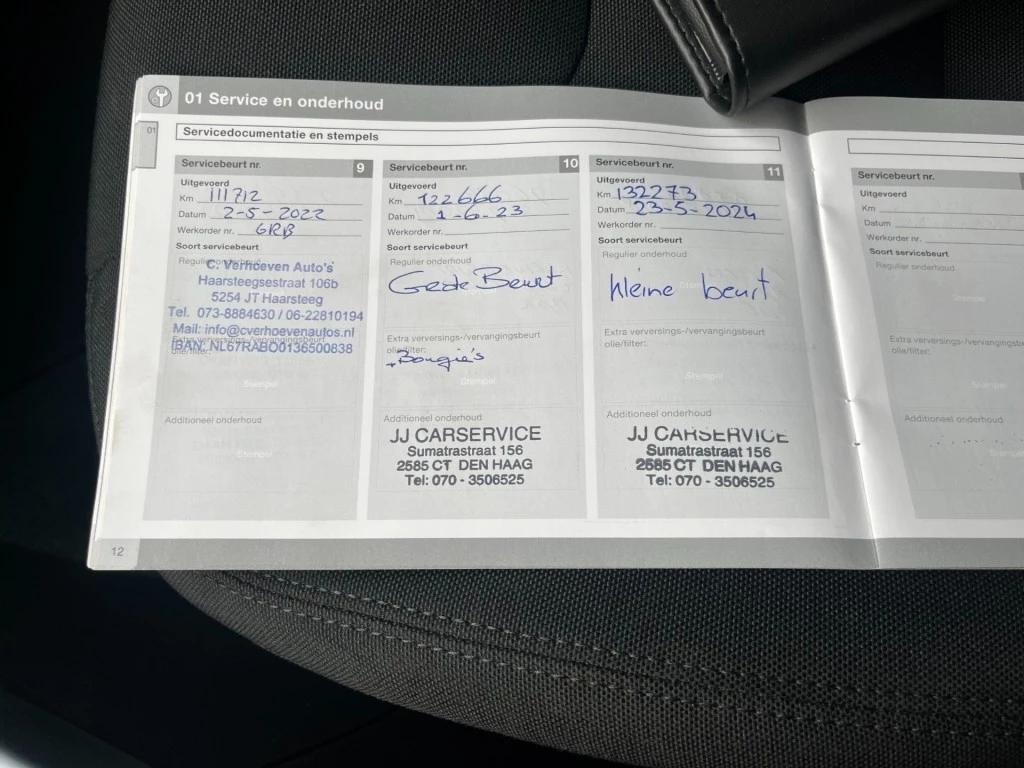 01 Service en onderhoud
01
Servicedocumentatie en stempels
Servicebeurt nr. 9
Uitgevoerd
Km 111712
Datum 2-5-2022
Werkorder nr. GRB
Soort servicebeurt
Regulier onderhoud
C. Verhoeven Auto's
Haarsteegsestraat 106b
5254 JT Haarsteeg
Tel. 073-8884630 / 06-22810194
Mail: info@cverhoevenautos.nl
IBAN: NL67RABO0136500838
olie/filter:
Stempel
Additioneel onderhoud
Stempel
Servicebeurt nr. 10
Uitgevoerd
Km 122666
Datum 1-6-23
Werkorder nr.
Soort servicebeurt
Regulier onderhoud
Grote Beurt
Extra verversings-/vervangingsbeurt
olie/filter:
+Bougie's
Stempel
Additioneel onderhoud
JJ CARSERVICE
Sumatrastraat 156
2585 CT DEN HAAG
Tel: 070 - 3506525
Servicebeurt nr. 11
Uitgevoerd
Km 132273
Datum 23-5-2024
Werkorder nr.
Soort servicebeurt
Regulier onderhoud
kleine beurt
Extra verversings-/vervangingsbeurt
olie/filter:
Stempel
Additioneel onderhoud
JJ CARSERVICE
Sumatrastraat 156
2585 CT DEN HAAG
Tel: 070 - 3506525
Servicebeurt nr.
Uitgevoerd
Km
Datum
Werkorder nr.
Soort servicebeurt
Regulier onderhoud
Stempel
Extra verversings-/vervangingsbeurt
olie/filter:
Stempel
Additioneel onderhoud
12